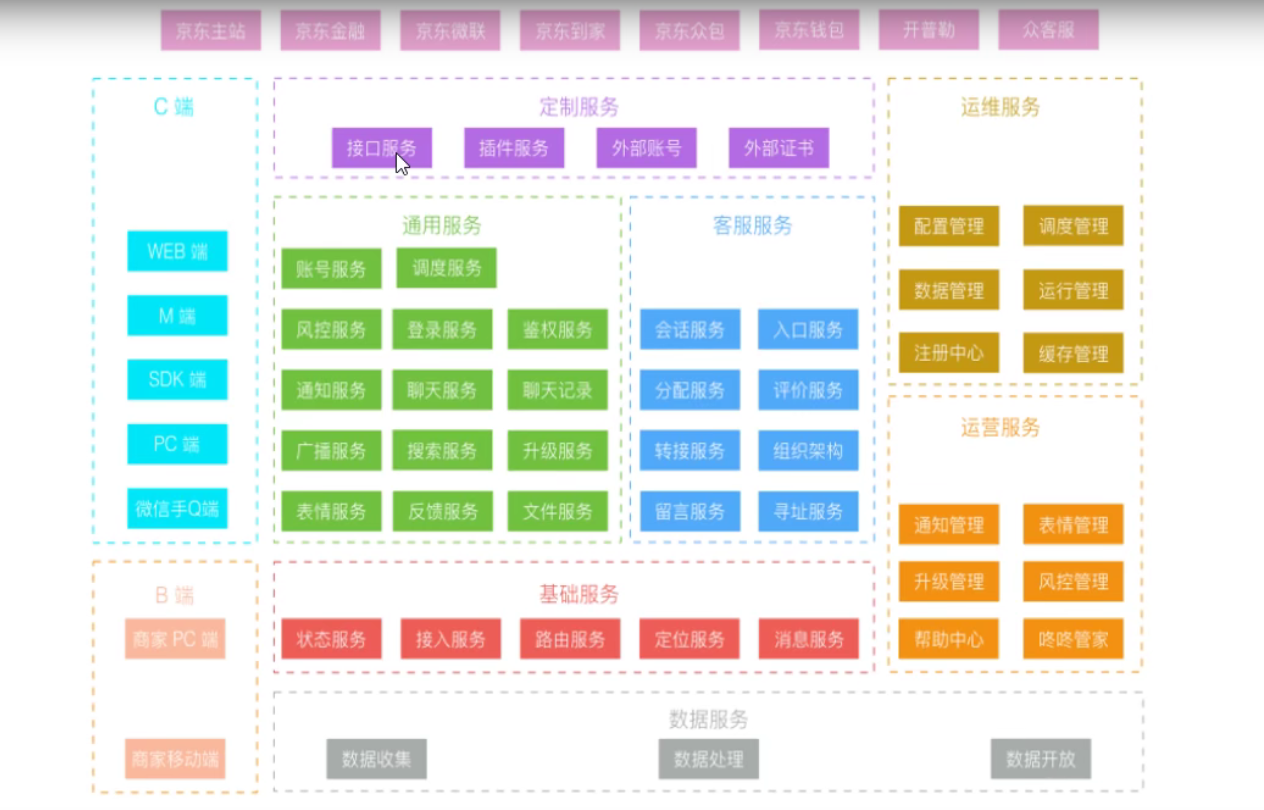 京东主站 京东金融 京东微联 京东到家 京东众包 京东钱包 开普勒 众客服
C 端
WEB 端
M 端
SDK 端
PC 端
微信手Q端
B 端
商家 PC 端
商家移动端
定制服务
接口服务 插件服务 外部账号 外部证书
通用服务
账号服务 调度服务
风控服务 登录服务 鉴权服务
通知服务 聊天服务 聊天记录
广播服务 搜索服务 升级服务
表情服务 反馈服务 文件服务
客服服务
会话服务 入口服务
分配服务 评价服务
转接服务 组织架构
留言服务 寻址服务
基础服务
状态服务 接入服务 路由服务 定位服务 消息服务
运维服务
配置管理 调度管理
数据管理 运行管理
注册中心 缓存管理
运营服务
通知管理 表情管理
升级管理 风控管理
帮助中心 咚咚管家
数据服务
数据收集 数据处理 数据开放